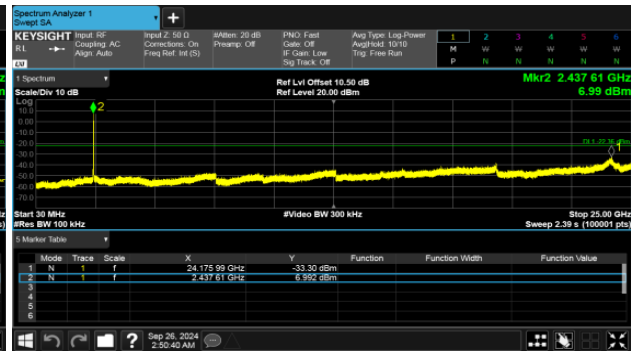 Spectrum Analyzer 1
Swept SA
KEYSIGHT
RL
Align: Auto
Input: RF
Coupling: AC
Input Z: 50 Ω
Corrections: On
Freq Ref: Int (S)
#Atten: 20 dB
Preamp: Off
PNO: Fast
Gate: Off
IF Gain: Low
Sig Track: Off
Avg Type: Log-Power
Avg|Hold: 10/10
Trig: Free Run
1 2 3 4 5 6
M W W W W W
P N N N N N
LXI
1 Spectrum
Scale/Div 10 dB
Ref Lvl Offset 10.50 dB
Ref Level 20.00 dBm
Mkr2 2.437 61 GHz
6.99 dBm
Log
10.0
0.00
-10.0
-20.0
-30.0
-40.0
-50.0
-60.0
-70.0
2
DL1 -22.36 dBm
1
Start 30 MHz
#Res BW 100 kHz
#Video BW 300 kHz
Stop 25.00 GHz
Sweep 2.39 s (100001 pts)
5 Marker Table
Mode Trace Scale X Y Function Function Width Function Value
1 N 1 f 24.175 99 GHz -33.30 dBm
2 N 1 f 2.437 61 GHz 6.992 dBm
3
4
5
6
Sep 26, 2024
2:50:40 AM